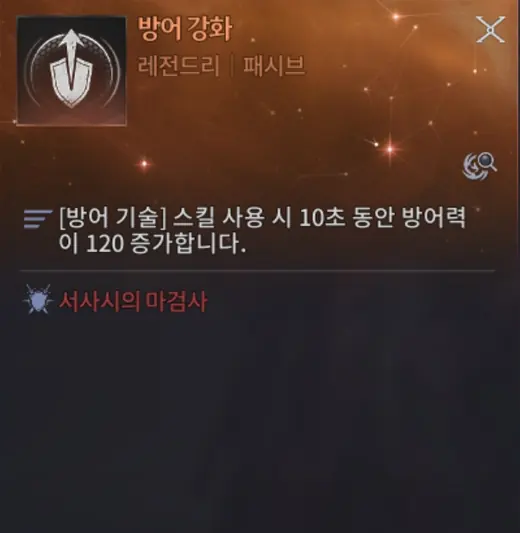 방어 강화
레전드리 | 패시브
[방어 기술] 스킬 사용 시 10초 동안 방어력
이 120 증가합니다.
서사시의 마검사